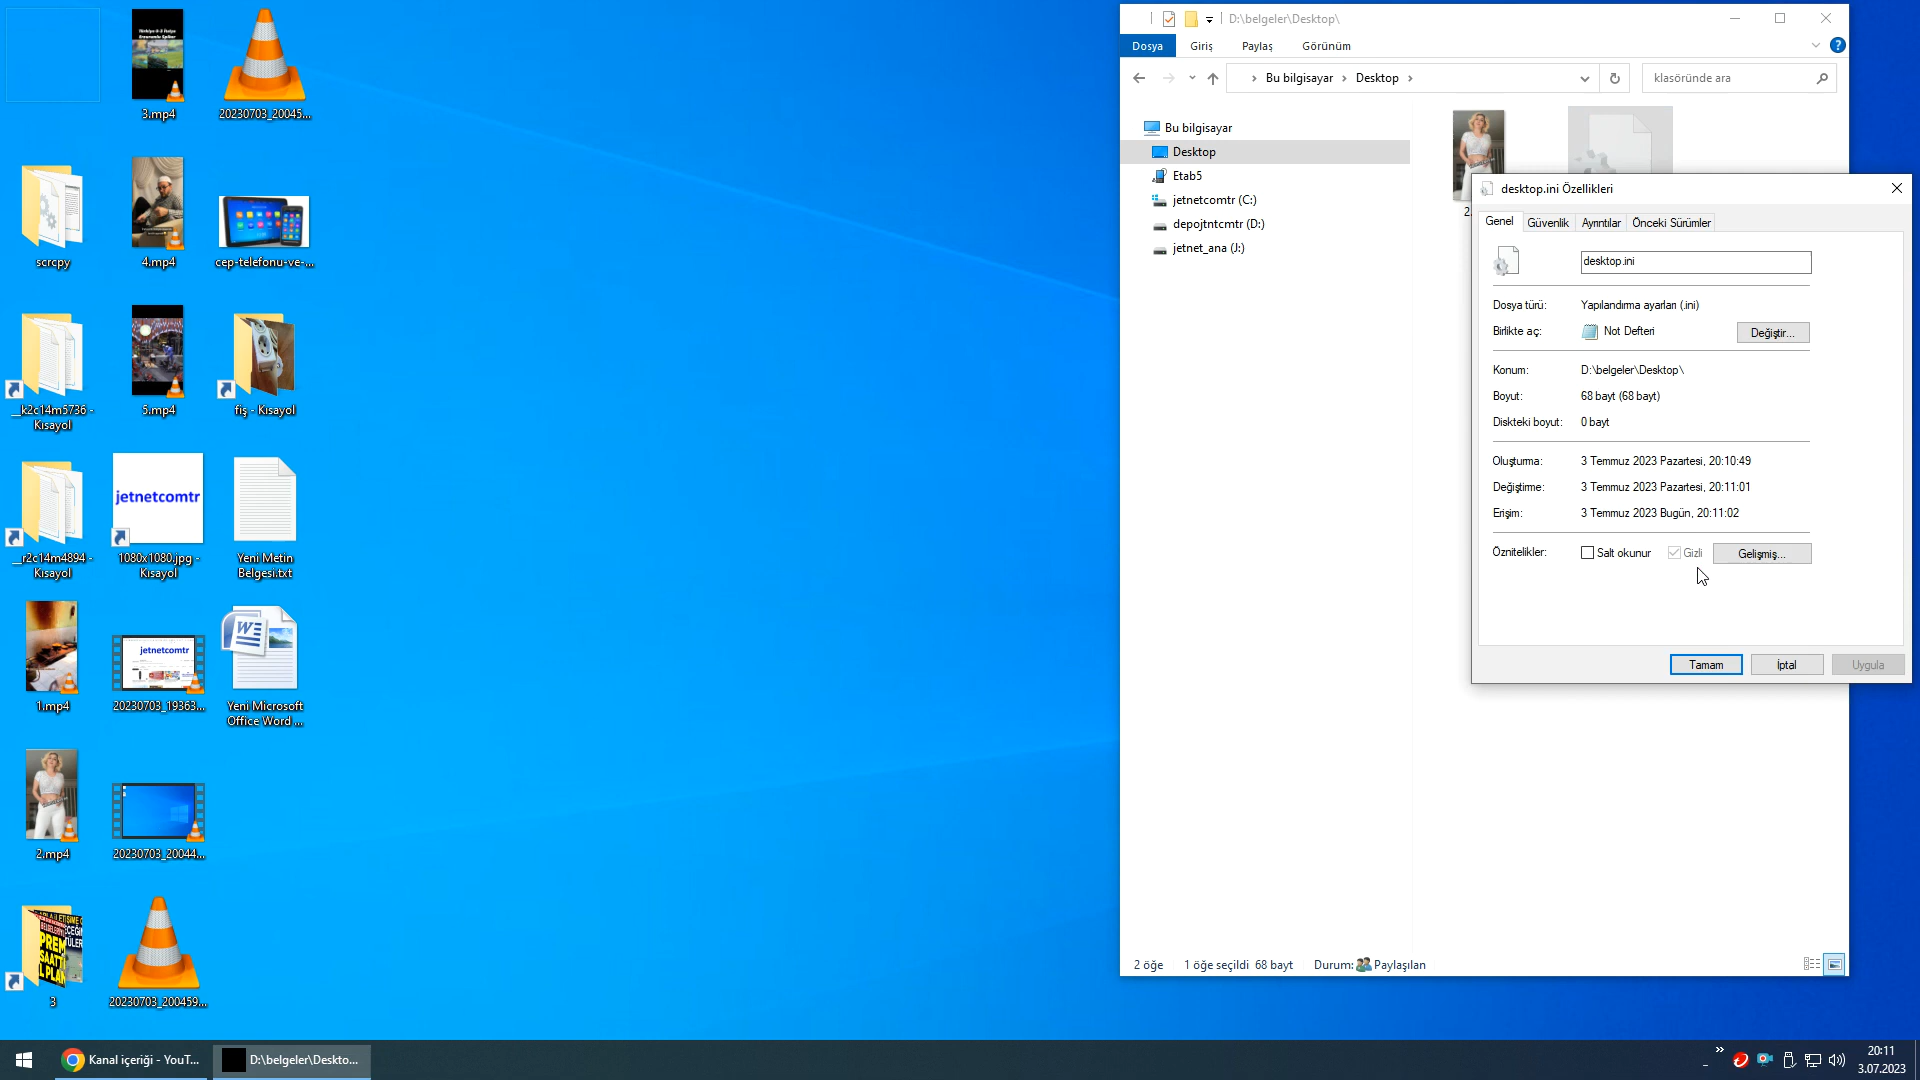 3.mp4
20230703_20045...
scrcpy
4.mp4
cep-telefonu-ve-...
__k2c14m5736 -
Kısayol
5.mp4
fiş - Kısayol
jetnetcomtr
__r2c14m4894 -
Kısayol
1080x1080.jpg -
Kısayol
Yeni Metin
Belgesi.txt
jetnetcomtr
1.mp4
20230703_19363...
Yeni Microsoft
Office Word ...
2.mp4
20230703_20044...
3
20230703_200459...
D:\belgeler\Desktop\
Dosya
Giriş
Paylaş
Görünüm
Bu bilgisayar
Desktop
klasöründe ara
Bu bilgisayar
Desktop
Etab5
jetnetcomtr (C:)
depojtntcmtr (D:)
jetnet_ana (J:)
desktop.ini Özellikleri
Genel
Güvenlik
Ayrıntılar
Önceki Sürümler
desktop.ini
Dosya türü:
Yapılandırma ayarları (.ini)
Birlikte aç:
Not Defteri
Değiştir...
Konum:
D:\belgeler\Desktop\
Boyut:
68 bayt (68 bayt)
Diskteki boyut:
0 bayt
Oluşturma:
3 Temmuz 2023 Pazartesi, 20:10:49
Değiştirme:
3 Temmuz 2023 Pazartesi, 20:11:01
Erişim:
3 Temmuz 2023 Bugün, 20:11:02
Öznitelikler:
Salt okunur
Gizli
Gelişmiş...
Tamam
İptal
Uygula
2 öğe
1 öğe seçildi 68 bayt
Durum:
Paylaşılan
Kanal içeriği - YouT...
D:\belgeler\Deskto...
20:11
3.07.2023